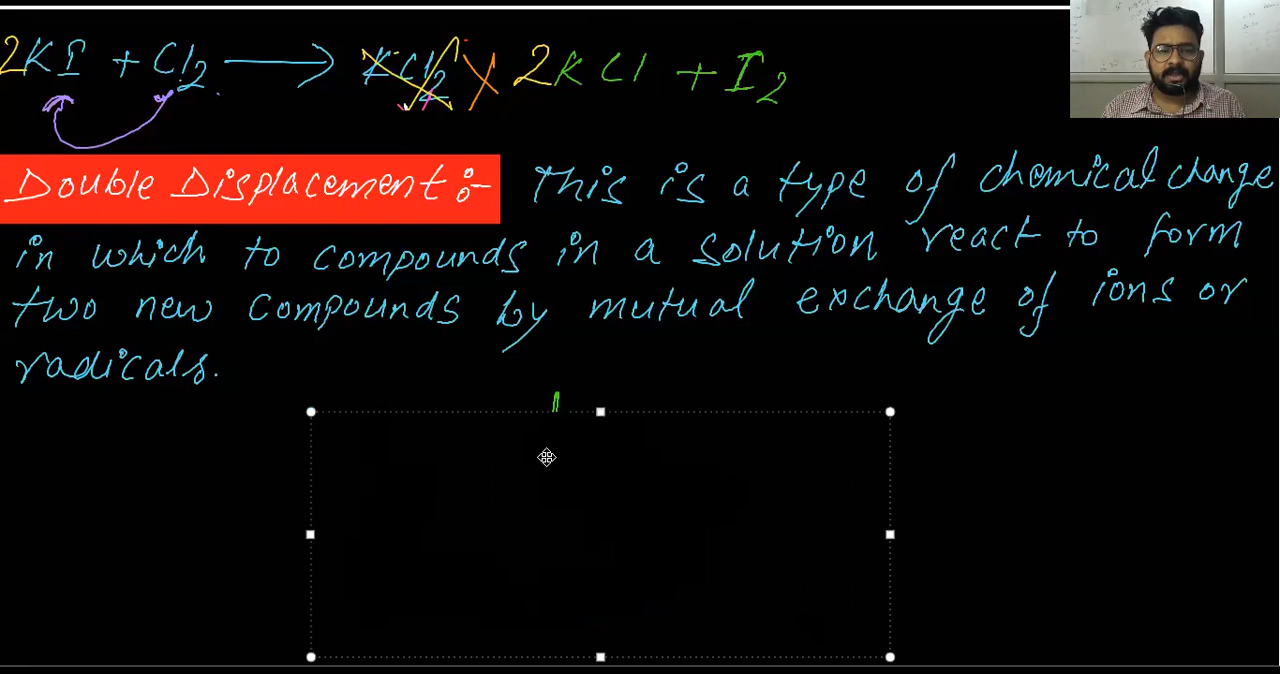 2KI + Cl2 → KCl2 X 2KCl + I2
Double Displacement :- This is a type of chemical change
in which to compounds in a solution react to form
two new compounds by mutual exchange of ions or
radicals.